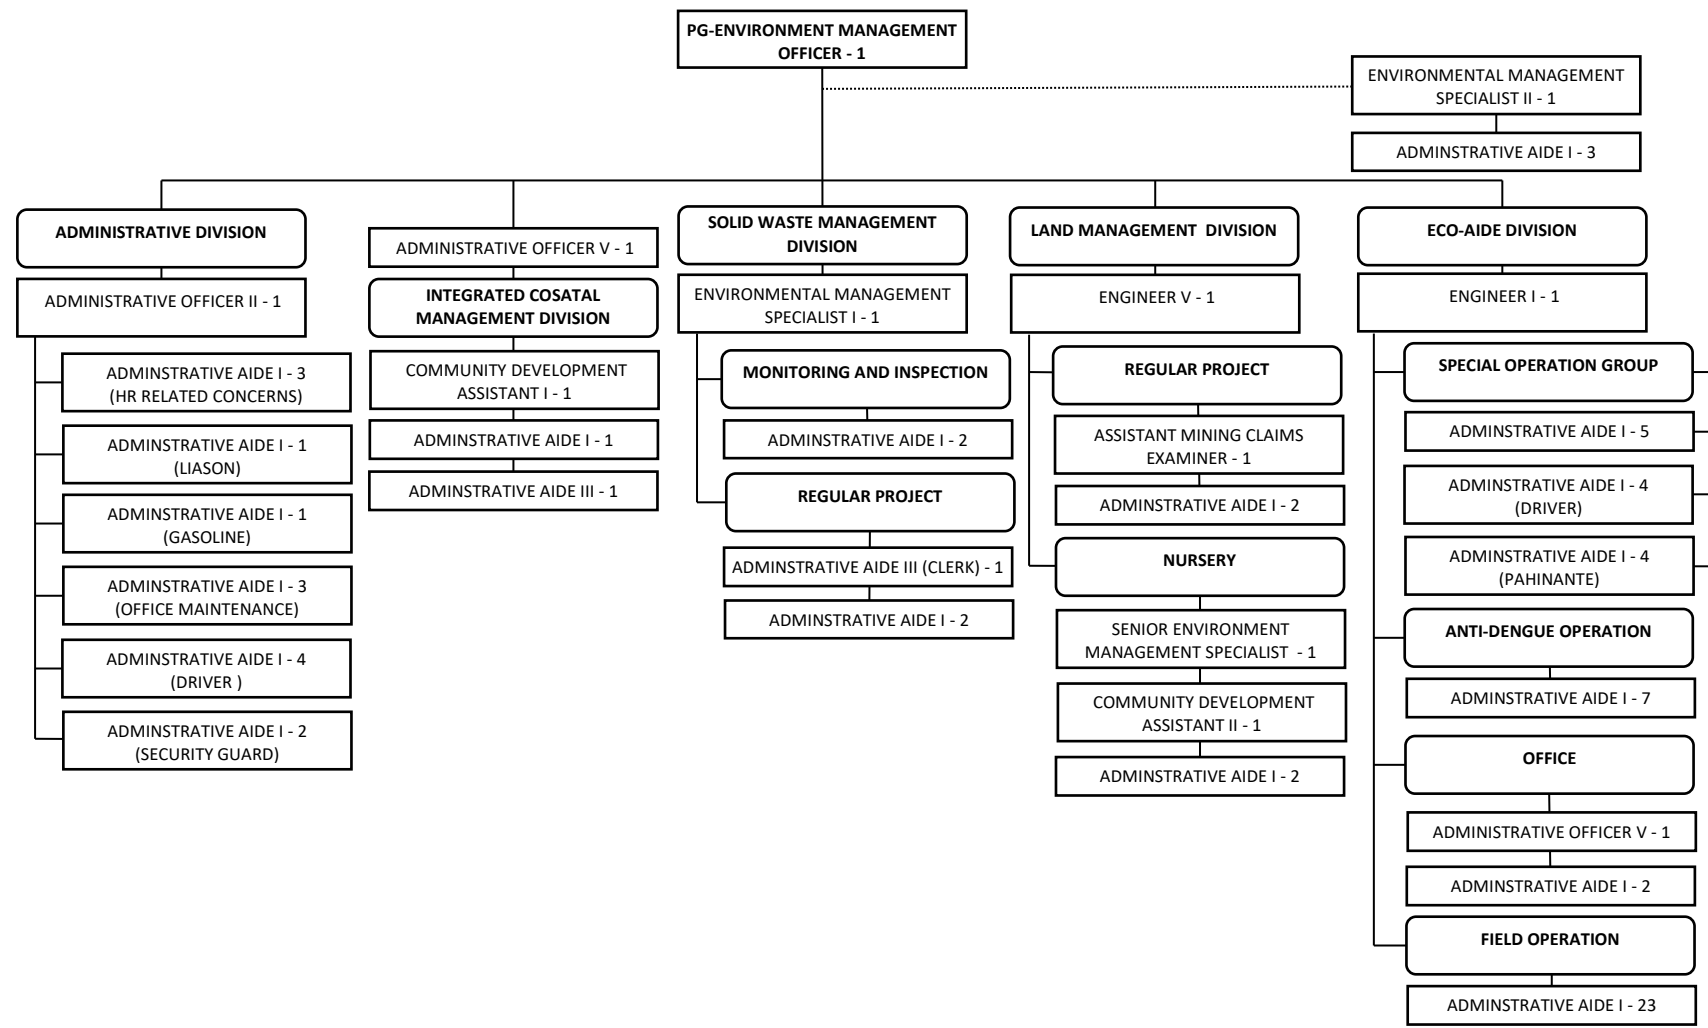 PG-ENVIRONMENT MANAGEMENT
OFFICER - 1
ENVIRONMENTAL MANAGEMENT
SPECIALIST II - 1
ADMINSTRATIVE AIDE I - 3
ADMINISTRATIVE DIVISION
ADMINISTRATIVE OFFICER II - 1
ADMINSTRATIVE AIDE I - 3
(HR RELATED CONCERNS)
ADMINSTRATIVE AIDE I - 1
(LIASON)
ADMINSTRATIVE AIDE I - 1
(GASOLINE)
ADMINSTRATIVE AIDE I - 3
(OFFICE MAINTENANCE)
ADMINSTRATIVE AIDE I - 4
(DRIVER )
ADMINSTRATIVE AIDE I - 2
(SECURITY GUARD)
ADMINISTRATIVE OFFICER V - 1
INTEGRATED COSATAL
MANAGEMENT DIVISION
COMMUNITY DEVELOPMENT
ASSISTANT I - 1
ADMINSTRATIVE AIDE I - 1
ADMINSTRATIVE AIDE III - 1
SOLID WASTE MANAGEMENT
DIVISION
ENVIRONMENTAL MANAGEMENT
SPECIALIST I - 1
MONITORING AND INSPECTION
ADMINSTRATIVE AIDE I - 2
REGULAR PROJECT
ADMINSTRATIVE AIDE III (CLERK) - 1
ADMINSTRATIVE AIDE I - 2
LAND MANAGEMENT  DIVISION
ENGINEER V - 1
REGULAR PROJECT
ASSISTANT MINING CLAIMS
EXAMINER - 1
ADMINSTRATIVE AIDE I - 2
NURSERY
SENIOR ENVIRONMENT
MANAGEMENT SPECIALIST  - 1
COMMUNITY DEVELOPMENT
ASSISTANT II - 1
ADMINSTRATIVE AIDE I - 2
ECO-AIDE DIVISION
ENGINEER I - 1
SPECIAL OPERATION GROUP
ADMINSTRATIVE AIDE I - 5
ADMINSTRATIVE AIDE I - 4
(DRIVER)
ADMINSTRATIVE AIDE I - 4
(PAHINANTE)
ANTI-DENGUE OPERATION
ADMINSTRATIVE AIDE I - 7
OFFICE
ADMINISTRATIVE OFFICER V - 1
ADMINSTRATIVE AIDE I - 2
FIELD OPERATION
ADMINSTRATIVE AIDE I - 23